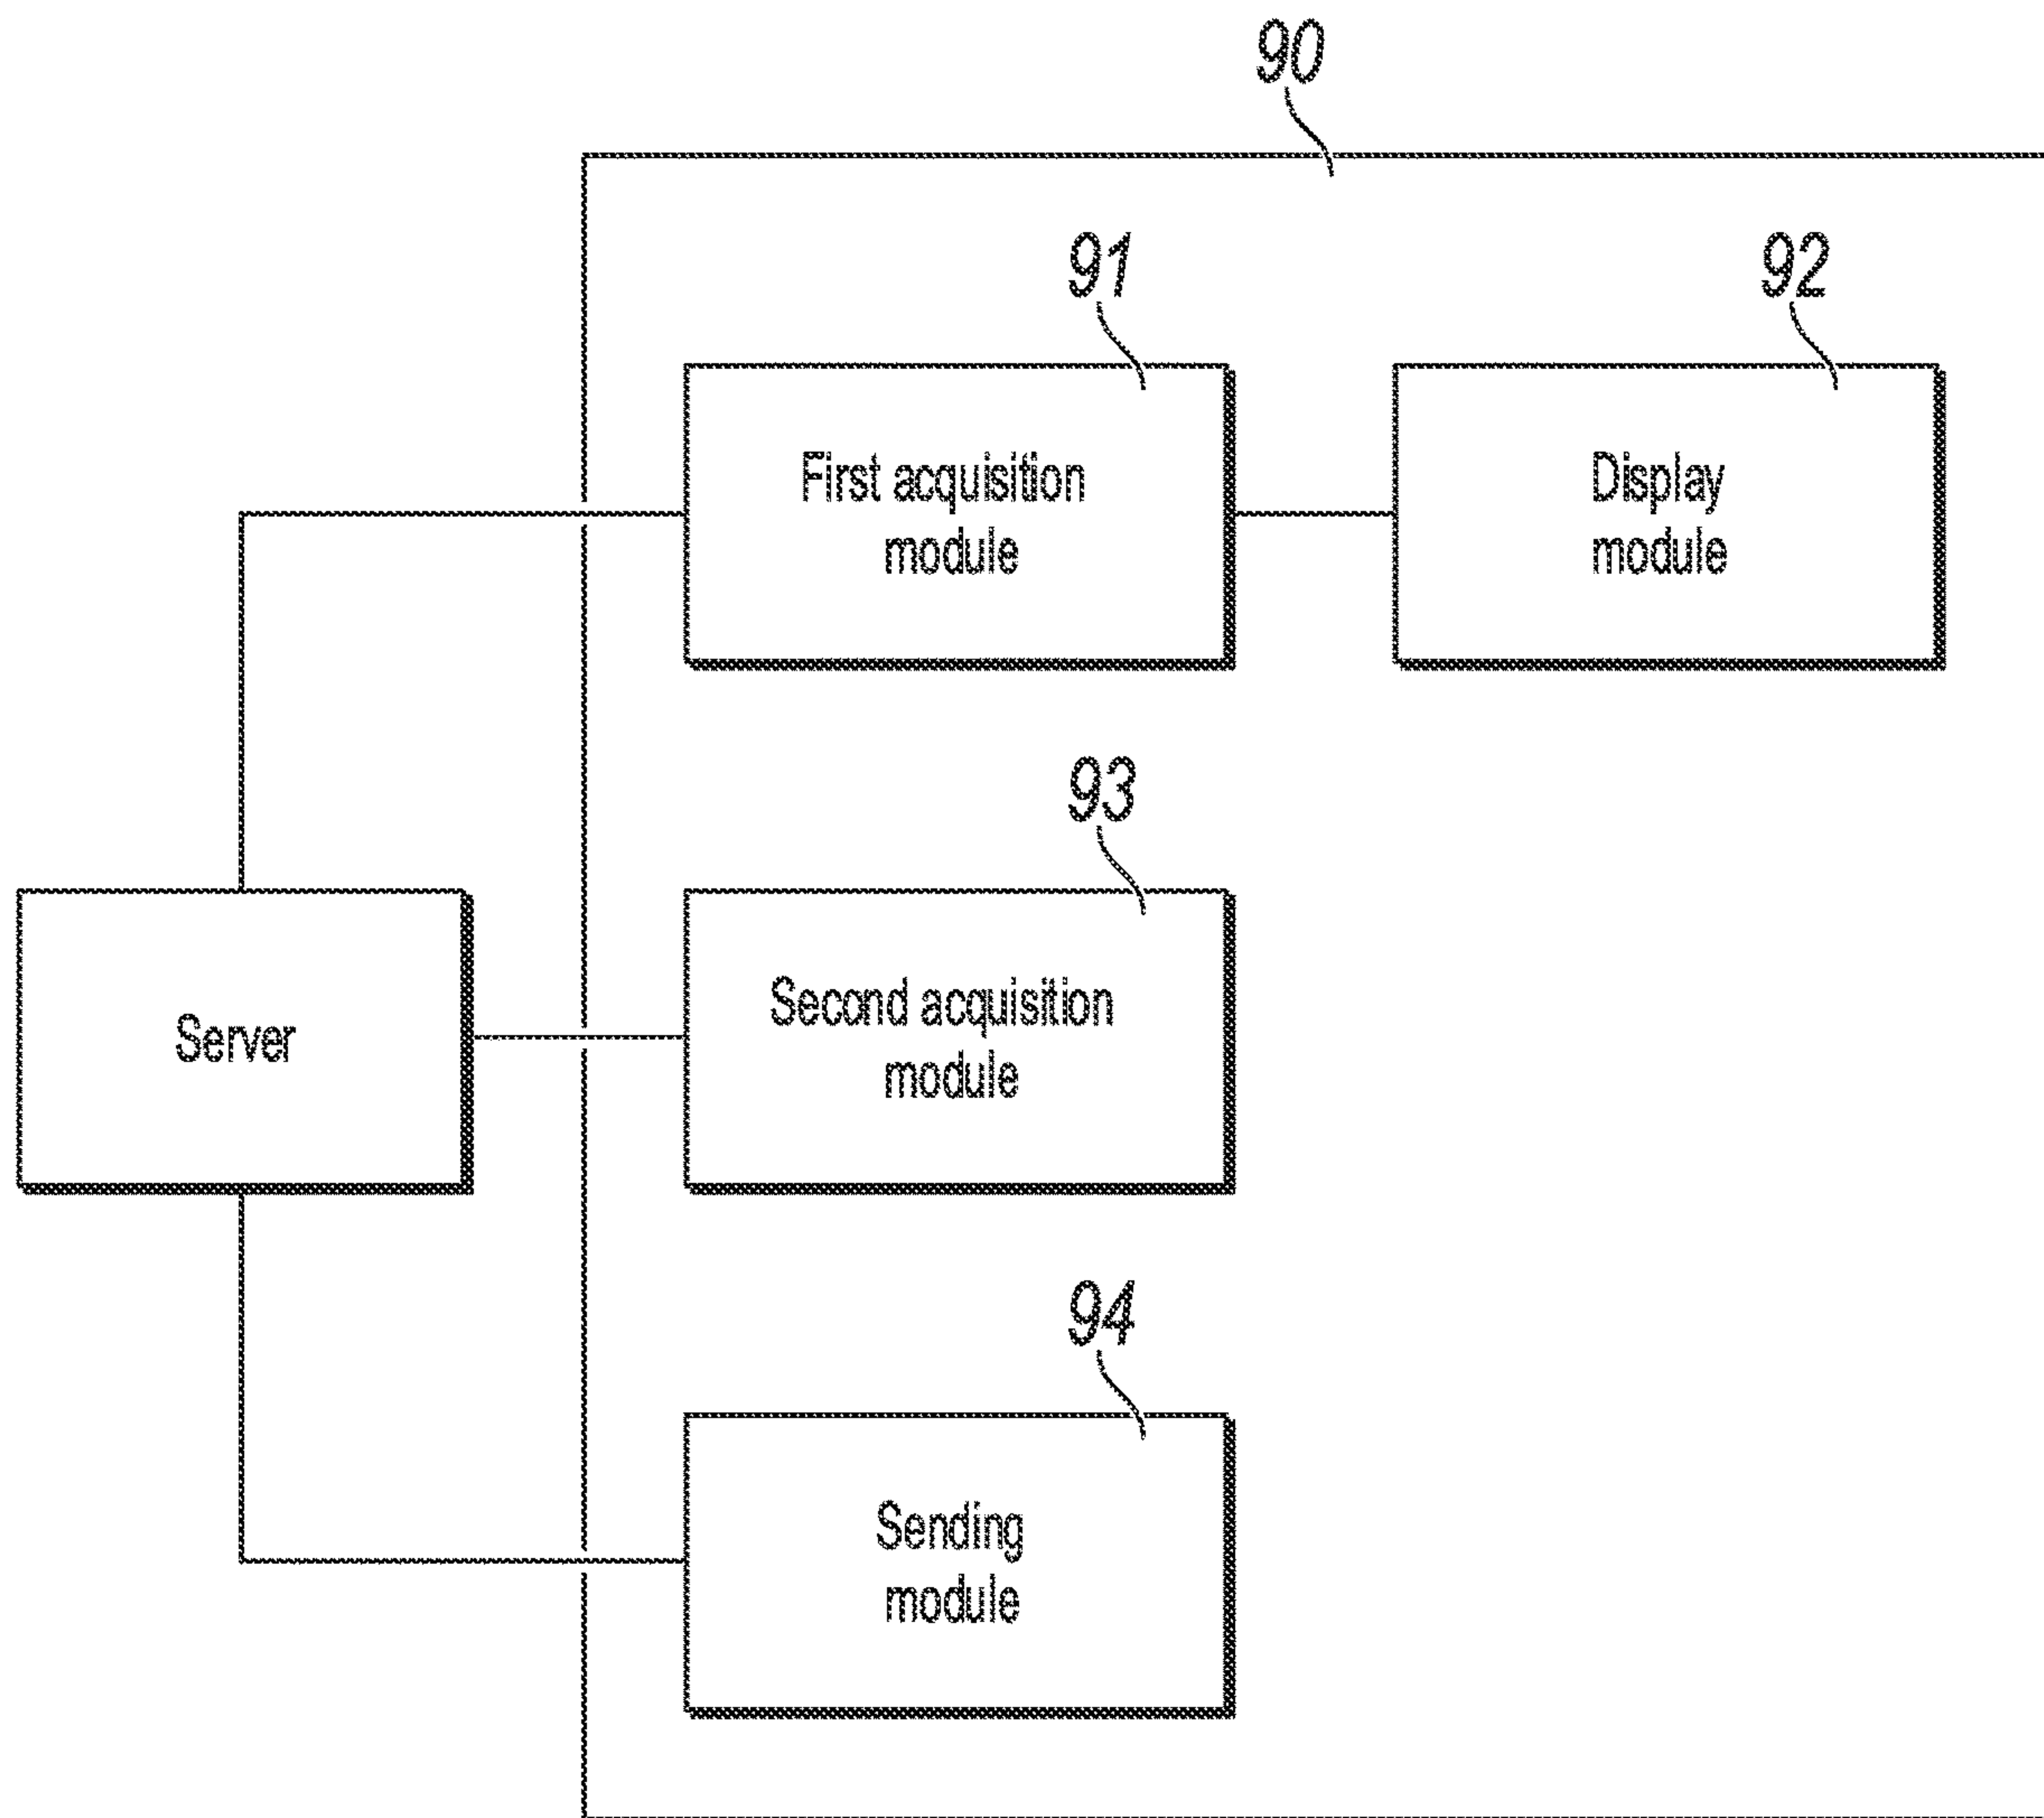 90
91
92
First acquisition
module
Display
module
93
Server
Second acquisition
module
94
Sending
module